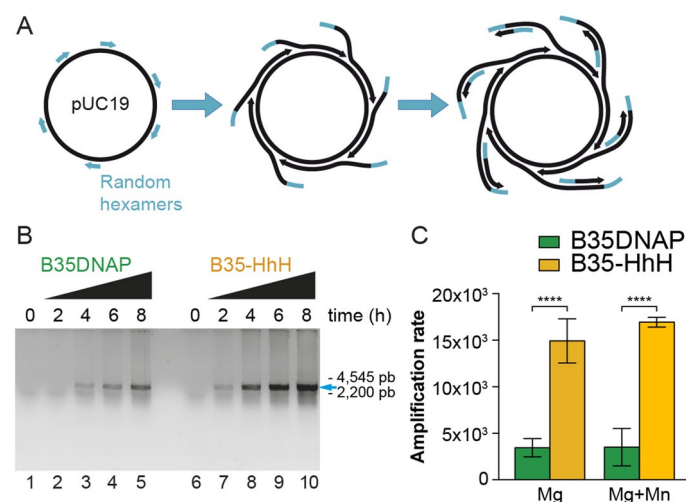 A
pUC19
Random
hexamers
B
B35DNAP B35-HhH
0 2 4 6 8 0 2 4 6 8 time (h)
- 4,545 pb
- 2,200 pb
1 2 3 4 5 6 7 8 9 10
C
B35DNAP
B35-HhH
Amplification rate
20x10³
15x10³
10x10³
5x10³
0
**** ****
Mg Mg+Mn